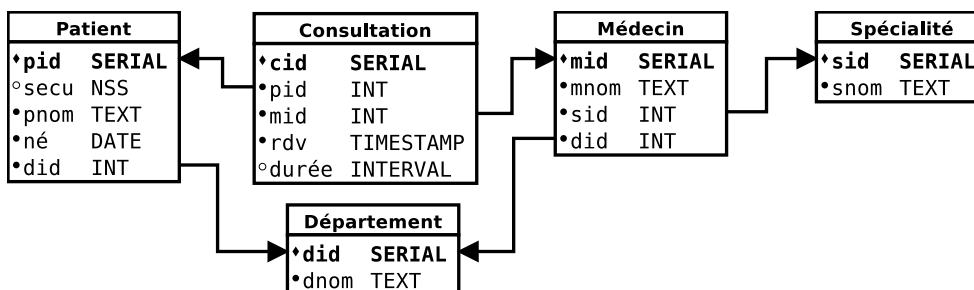 Patient
♦pid SERIAL
○secu NSS
●pnom TEXT
●né DATE
●did INT
Consultation
♦cid SERIAL
●pid INT
●mid INT
●rdv TIMESTAMP
○durée INTERVAL
Médecin
♦mid SERIAL
●mnom TEXT
●sid INT
●did INT
Spécialité
♦sid SERIAL
●snom TEXT
Département
♦did SERIAL
●dnom TEXT